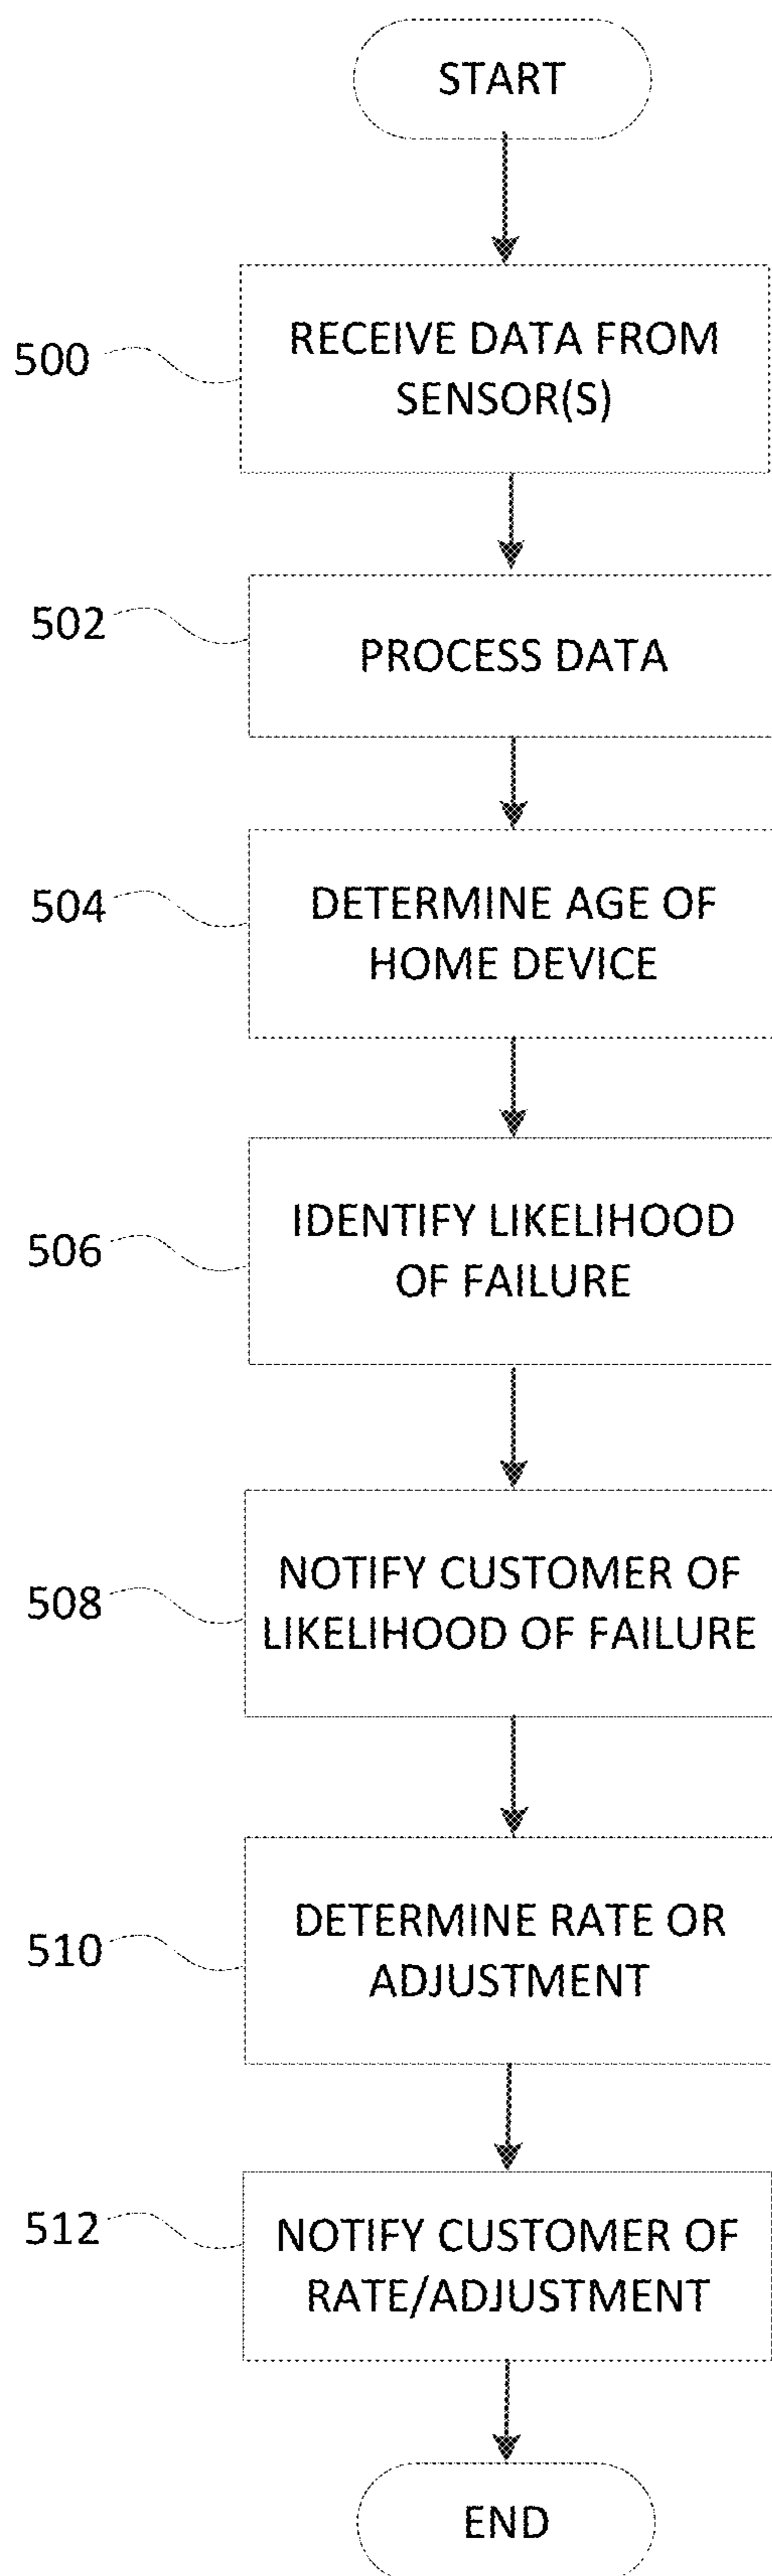 START
500
RECEIVE DATA FROM
SENSOR(S)
502
PROCESS DATA
504
DETERMINE AGE OF
HOME DEVICE
506
IDENTIFY LIKELIHOOD
OF FAILURE
508
NOTIFY CUSTOMER OF
LIKELIHOOD OF FAILURE
510
DETERMINE RATE OR
ADJUSTMENT
512
NOTIFY CUSTOMER OF
RATE/ADJUSTMENT
END